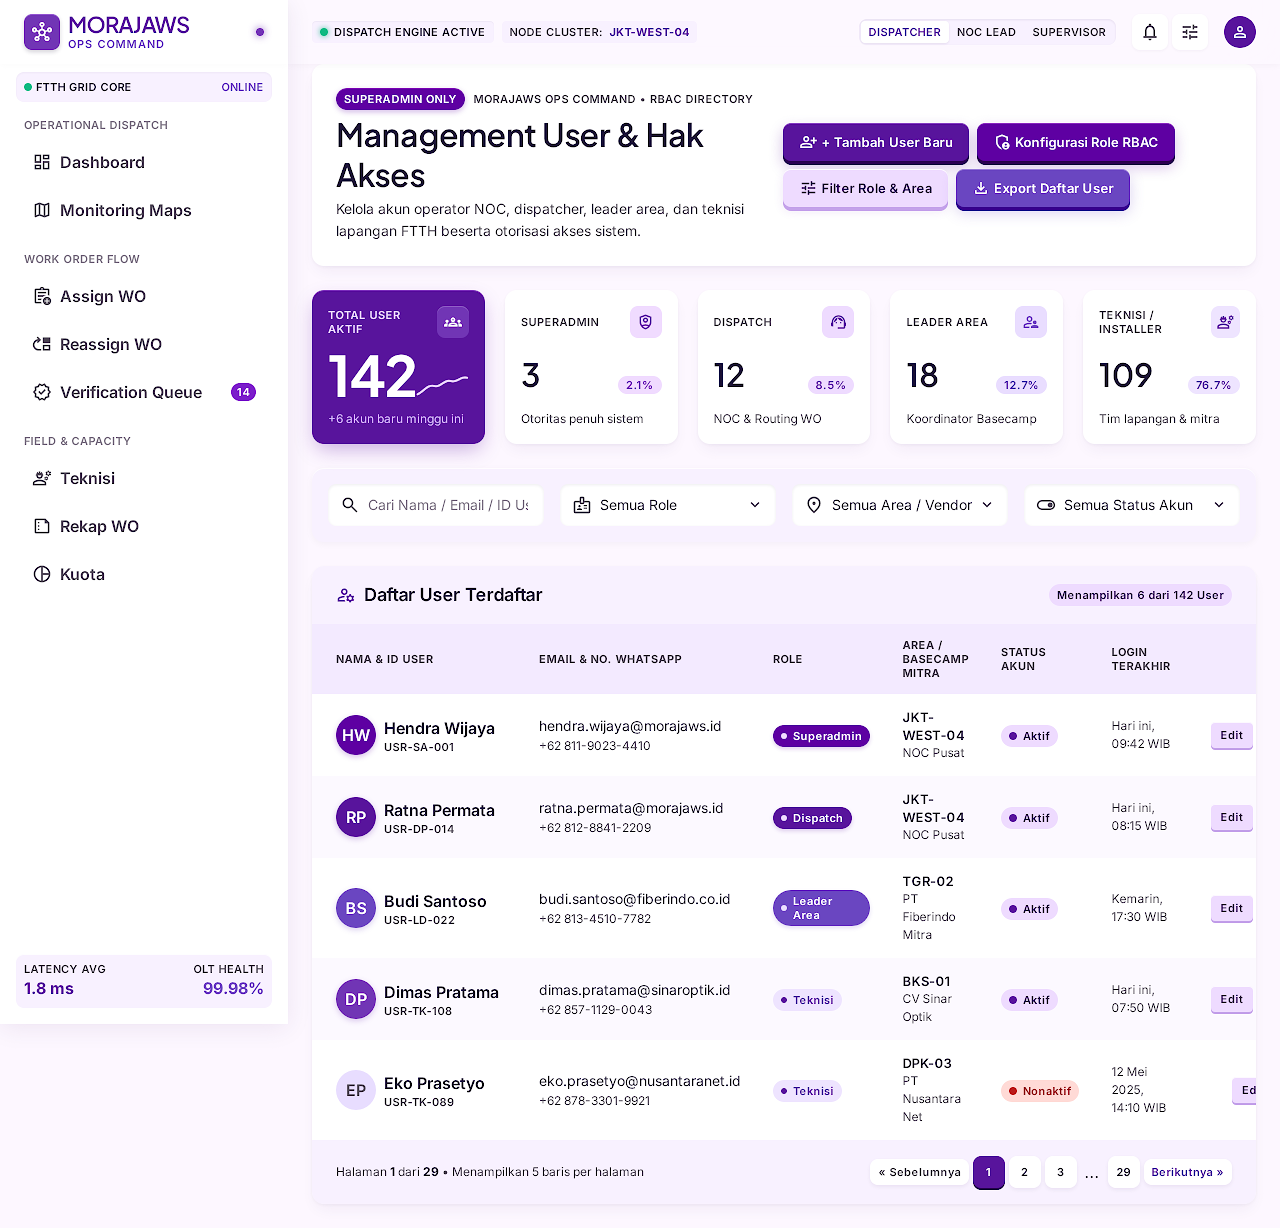 MORAJAWS
OPS COMMAND
FTTH GRID CORE
ONLINE
OPERATIONAL DISPATCH
Dashboard
Monitoring Maps
WORK ORDER FLOW
Assign WO
Reassign WO
Verification Queue
14
FIELD & CAPACITY
Teknisi
Rekap WO
Kuota
LATENCY AVG
OLT HEALTH
1.8 ms
99.98%
DISPATCH ENGINE ACTIVE
NODE CLUSTER: JKT-WEST-04
DISPATCHER
NOC LEAD
SUPERVISOR
SUPERADMIN ONLY
MORAJAWS OPS COMMAND • RBAC DIRECTORY
Management User & Hak
Akses
Kelola akun operator NOC, dispatcher, leader area, dan teknisi
lapangan FTTH beserta otorisasi akses sistem.
+ Tambah User Baru
Konfigurasi Role RBAC
Filter Role & Area
Export Daftar User
TOTAL USER
AKTIF
142
+6 akun baru minggu ini
SUPERADMIN
3
2.1%
Otoritas penuh sistem
DISPATCH
12
8.5%
NOC & Routing WO
LEADER AREA
18
12.7%
Koordinator Basecamp
TEKNISI /
INSTALLER
109
76.7%
Tim lapangan & mitra
Cari Nama / Email / ID Us
Semua Role
Semua Area / Vendor
Semua Status Akun
Daftar User Terdaftar
Menampilkan 6 dari 142 User
NAMA & ID USER
EMAIL & NO. WHATSAPP
ROLE
AREA /
BASECAMP
MITRA
STATUS
AKUN
LOGIN
TERAKHIR
HW
Hendra Wijaya
USR-SA-001
hendra.wijaya@morajaws.id
+62 811-9023-4410
Superadmin
JKT-
WEST-04
NOC Pusat
Aktif
Hari ini,
09:42 WIB
Edit
RP
Ratna Permata
USR-DP-014
ratna.permata@morajaws.id
+62 812-8841-2209
Dispatch
JKT-
WEST-04
NOC Pusat
Aktif
Hari ini,
08:15 WIB
Edit
BS
Budi Santoso
USR-LD-022
budi.santoso@fiberindo.co.id
+62 813-4510-7782
Leader
Area
TGR-02
PT
Fiberindo
Mitra
Aktif
Kemarin,
17:30 WIB
Edit
DP
Dimas Pratama
USR-TK-108
dimas.pratama@sinaroptik.id
+62 857-1129-0043
Teknisi
BKS-01
CV Sinar
Optik
Aktif
Hari ini,
07:50 WIB
Edit
EP
Eko Prasetyo
USR-TK-089
eko.prasetyo@nusantaranet.id
+62 878-3301-9921
Teknisi
DPK-03
PT
Nusantara
Net
Nonaktif
12 Mei
2025,
14:10 WIB
Ed
Halaman 1 dari 29 • Menampilkan 5 baris per halaman
« Sebelumnya
1
2
3
...
29
Berikutnya »